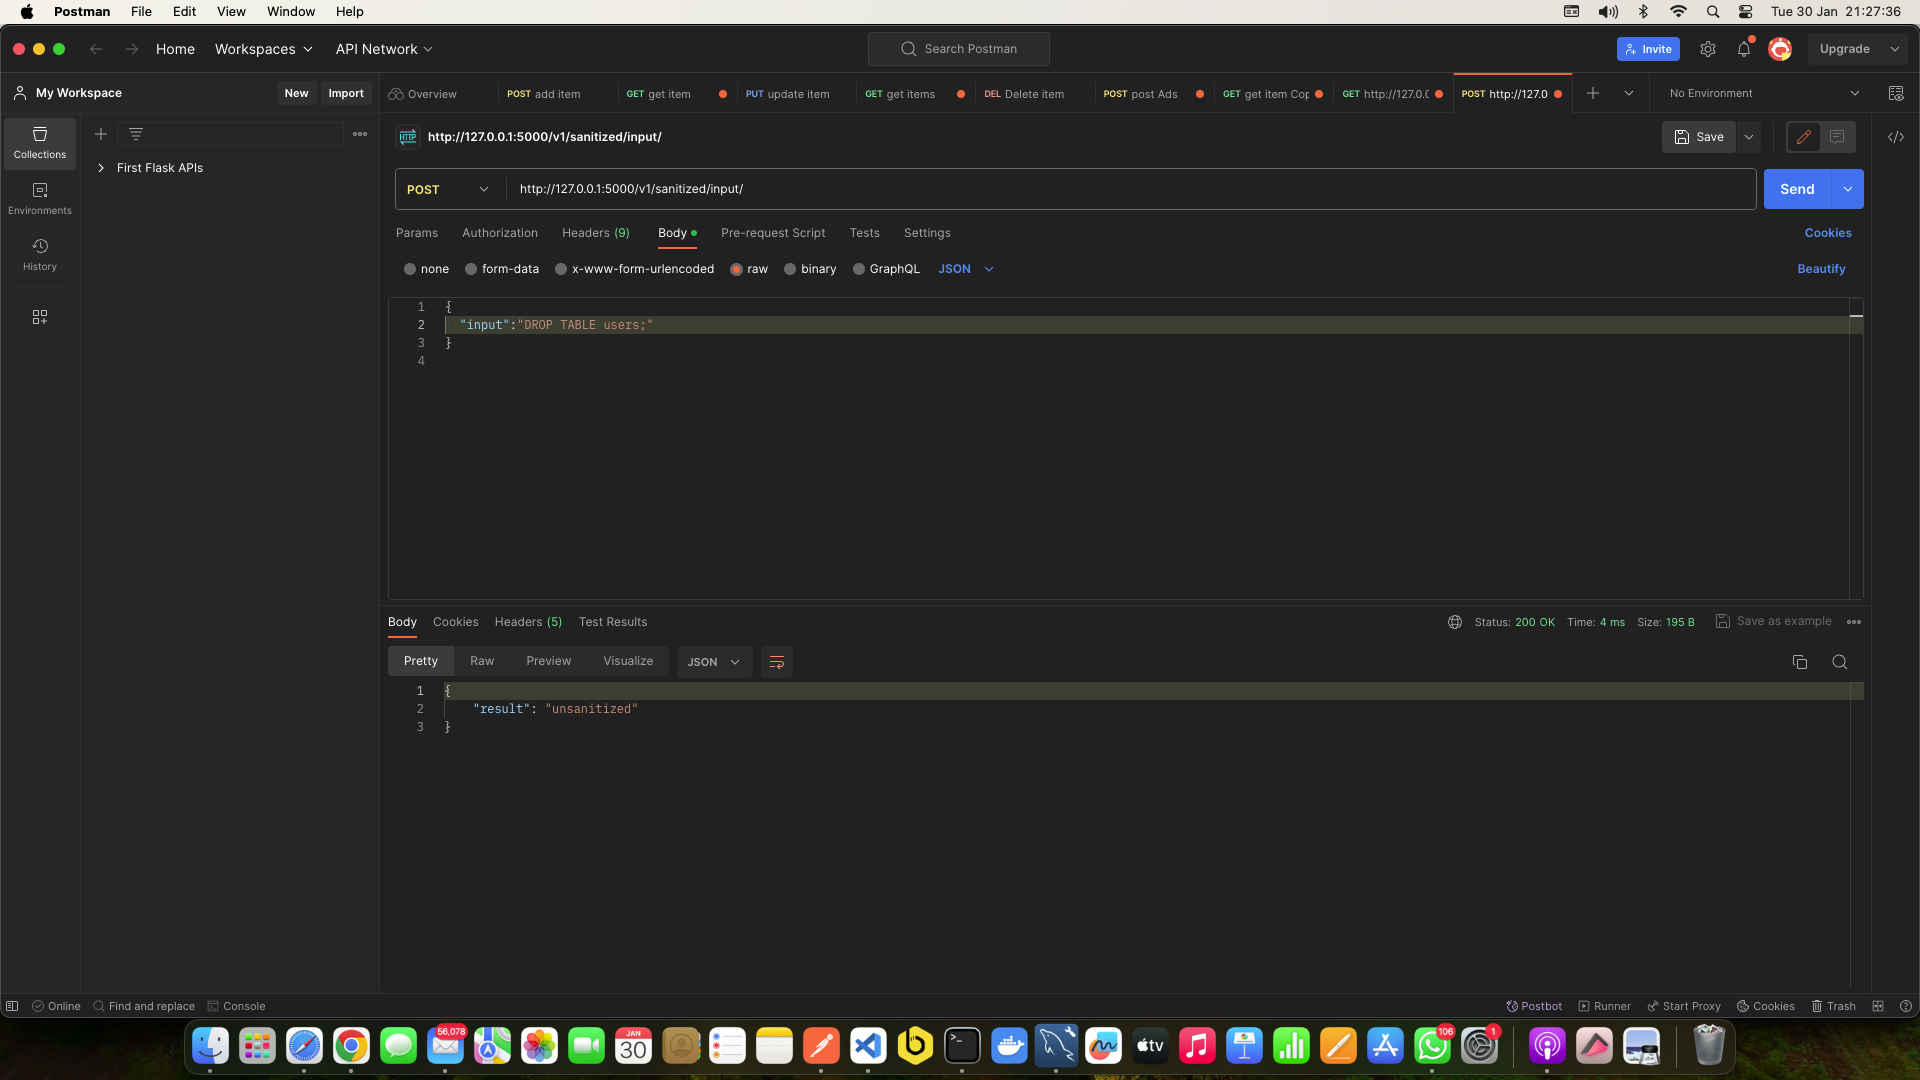 Postman File Edit View Window Help Tue 30 Jan 21:27:36
Home Workspaces API Network Search Postman Invite Upgrade
My Workspace New Import Overview POST add item GET get item PUT update item GET get items DEL Delete item POST post Ads GET get item Cop GET http://127.0.0 POST http://127.0 No Environment
Collections
First Flask APIs
Environments
History
HTTP http://127.0.0.1:5000/v1/sanitized/input/ Save
POST http://127.0.0.1:5000/v1/sanitized/input/ Send
Params Authorization Headers (9) Body Pre-request Script Tests Settings Cookies
none form-data x-www-form-urlencoded raw binary GraphQL JSON Beautify
1 {
2 "input":"DROP TABLE users;"
3 }
4
Body Cookies Headers (5) Test Results Status: 200 OK Time: 4 ms Size: 195 B Save as example
Pretty Raw Preview Visualize JSON
1 {
2 "result": "unsanitized"
3 }
Online Find and replace Console Postbot Runner Start Proxy Cookies Trash
56,078 JAN 30 tv 106 1